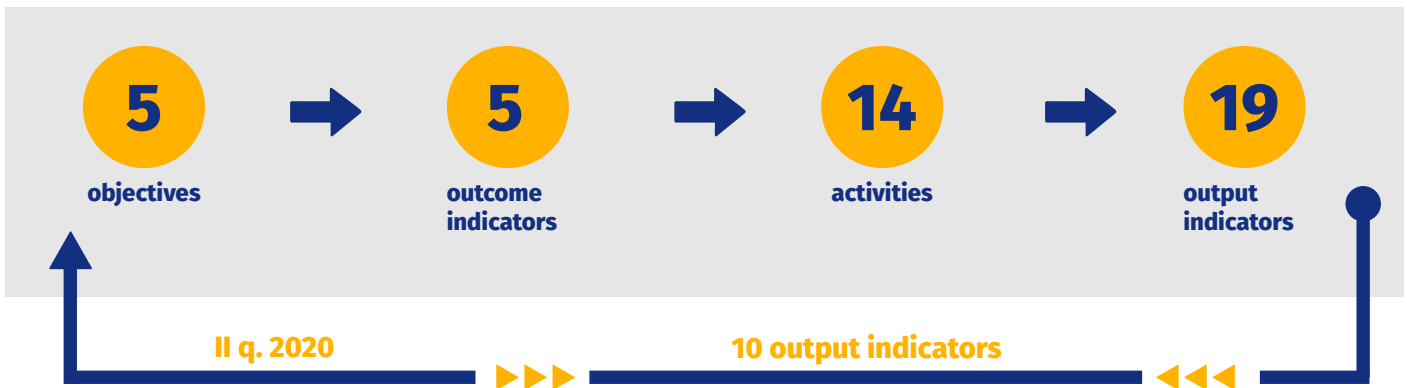 5
objectives
5
outcome
indicators
14
activities
19
output
indicators
II q. 2020
10 output indicators